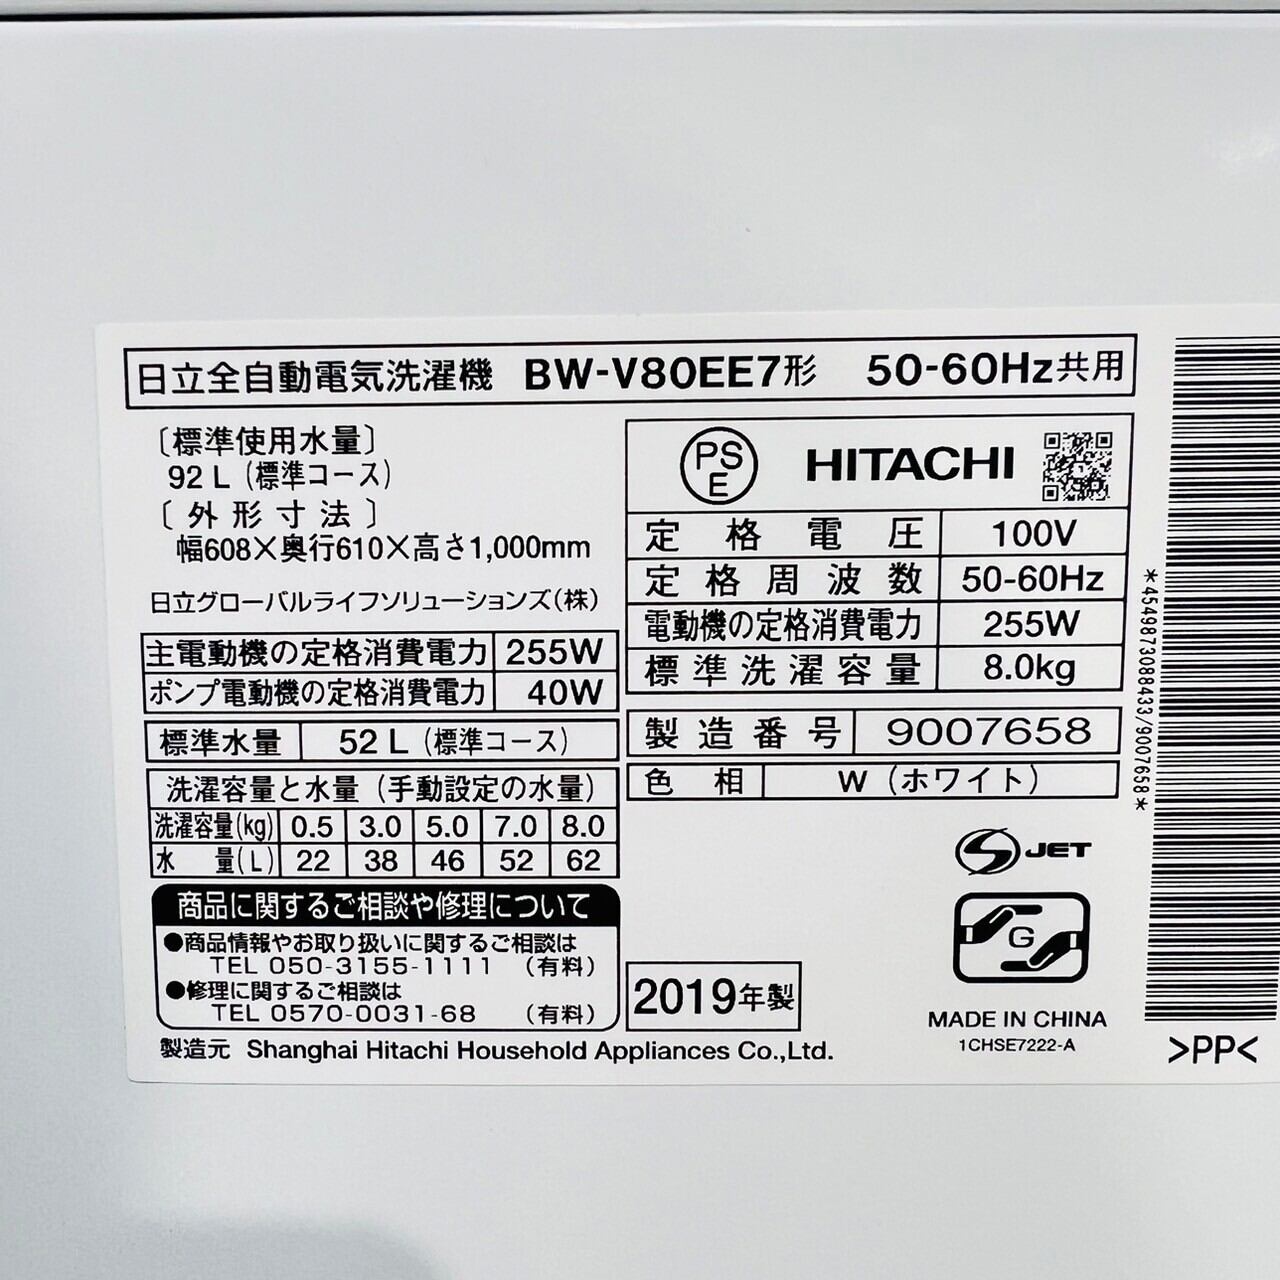 日立全自動電気洗濯機 BW-V80EE7形 50-60Hz共用
〔標準使用水量〕
92 L (標準コース)
〔外形寸法〕
幅608×奥行610×高さ1,000mm
日立グローバルライフソリューションズ(株)
主電動機の定格消費電力 255W
ポンプ電動機の定格消費電力 40W
標準水量 52 L (標準コース)
洗濯容量と水量 (手動設定の水量)
洗濯容量(kg) 0.5 3.0 5.0 7.0 8.0
水量(L) 22 38 46 52 62
商品に関するご相談や修理について
●商品情報やお取り扱いに関するご相談は
TEL 050-3155-1111 (有料)
●修理に関するご相談は
TEL 0570-0031-68 (有料)
製造元 Shanghai Hitachi Household Appliances Co.,Ltd.
PS
E
HITACHI
定格電圧 100V
定格周波数 50-60Hz
電動機の定格消費電力 255W
標準洗濯容量 8.0kg
製造番号 9007658
色相 W (ホワイト)
S JET
G
2019年製
MADE IN CHINA
1CHSE7222-A
*4549873088433/9007658*
>PP<